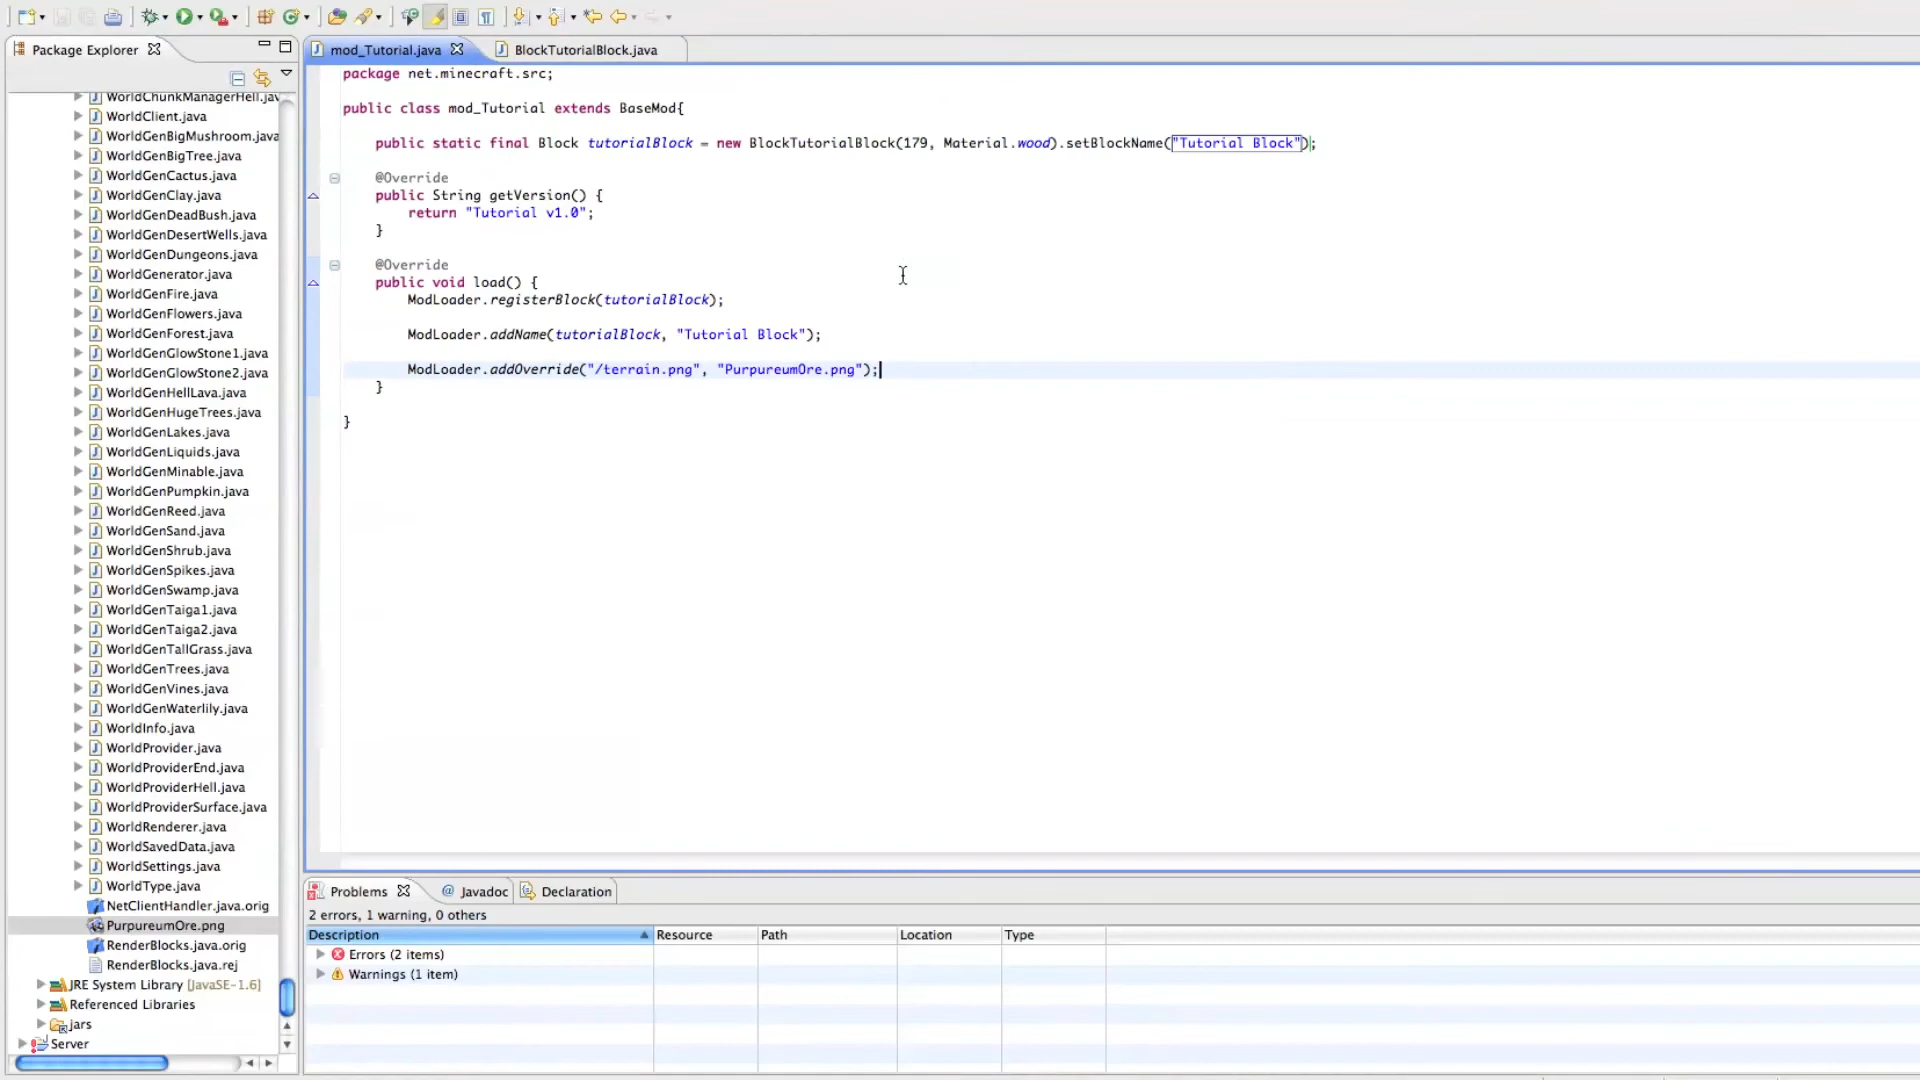 Package Explorer
WorldChunkManagerHell.jav
WorldClient.java
WorldGenBigMushroom.java
WorldGenBigTree.java
WorldGenCactus.java
WorldGenClay.java
WorldGenDeadBush.java
WorldGenDesertWells.java
WorldGenDungeons.java
WorldGenerator.java
WorldGenFire.java
WorldGenFlowers.java
WorldGenForest.java
WorldGenGlowStone1.java
WorldGenGlowStone2.java
WorldGenHellLava.java
WorldGenHugeTrees.java
WorldGenLakes.java
WorldGenLiquids.java
WorldGenMinable.java
WorldGenPumpkin.java
WorldGenReed.java
WorldGenSand.java
WorldGenShrub.java
WorldGenSpikes.java
WorldGenSwamp.java
WorldGenTaiga1.java
WorldGenTaiga2.java
WorldGenTallGrass.java
WorldGenTrees.java
WorldGenVines.java
WorldGenWaterlily.java
WorldInfo.java
WorldProvider.java
WorldProviderEnd.java
WorldProviderHell.java
WorldProviderSurface.java
WorldRenderer.java
WorldSavedData.java
WorldSettings.java
WorldType.java
NetClientHandler.java.orig
PurpureumOre.png
RenderBlocks.java.orig
RenderBlocks.java.rej
JRE System Library [JavaSE-1.6]
Referenced Libraries
jars
Server
mod_Tutorial.java BlockTutorialBlock.java
package net.minecraft.src;
public class mod_Tutorial extends BaseMod{
public static final Block tutorialBlock = new BlockTutorialBlock(179, Material.wood).setBlockName("Tutorial Block");
@Override
public String getVersion() {
return "Tutorial v1.0";
}
@Override
public void load() {
ModLoader.registerBlock(tutorialBlock);
ModLoader.addName(tutorialBlock, "Tutorial Block");
ModLoader.addOverride("/terrain.png", "PurpureumOre.png");
}
}
Problems @ Javadoc Declaration
2 errors, 1 warning, 0 others
Description Resource Path Location Type
Errors (2 items)
Warnings (1 item)